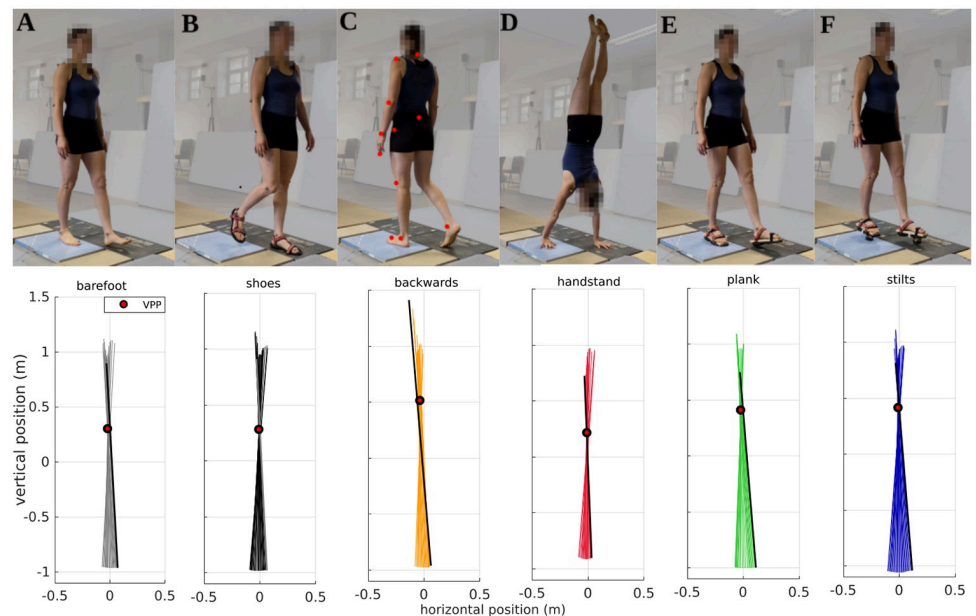 A B C D E F
barefoot shoes backwards handstand plank stilts
1.5
VPP
1
0.5
0
-0.5
-1
-0.5 0 0.5 -0.5 0 0.5 -0.5 0 0.5 -0.5 0 0.5 -0.5 0 0.5 -0.5 0 0.5
vertical position (m)
horizontal position (m)